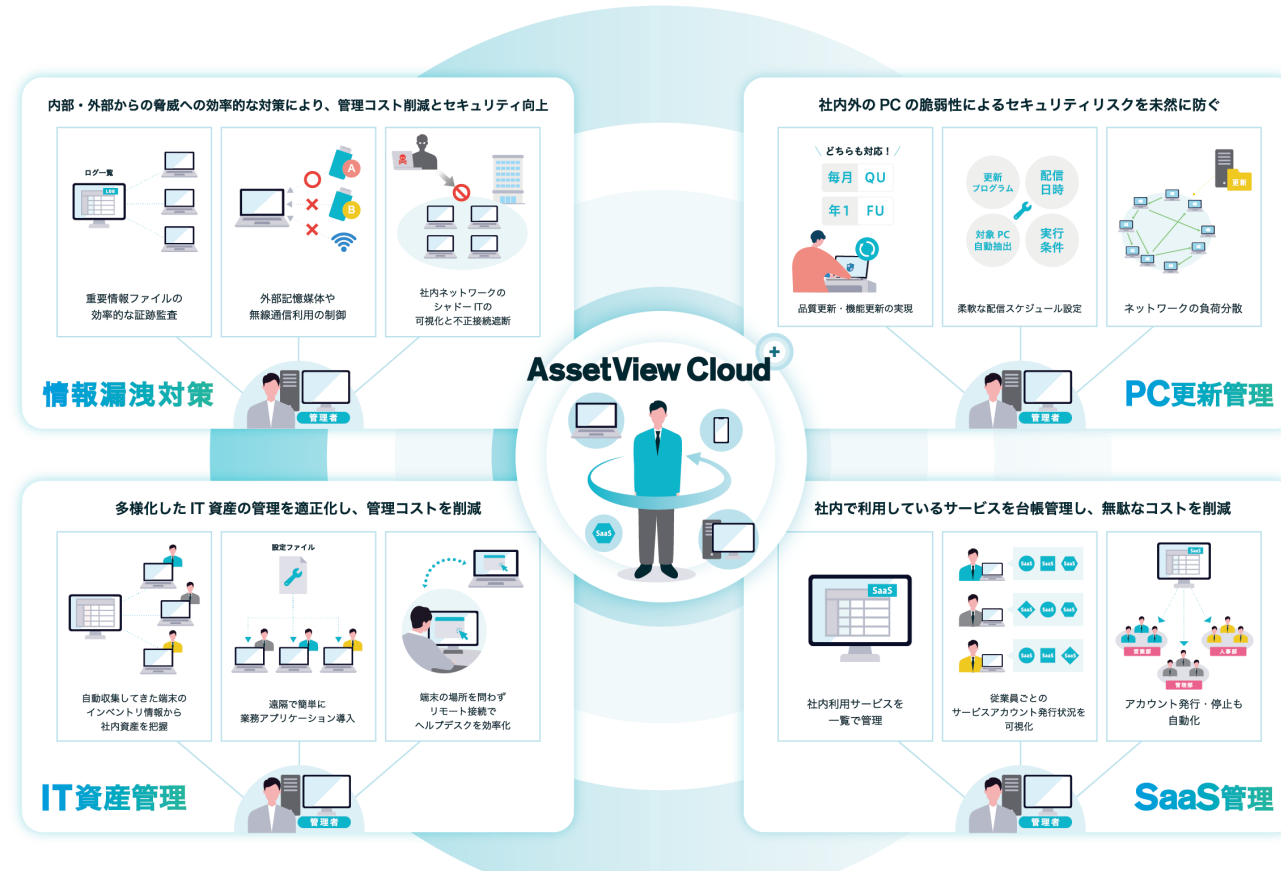 内部・外部からの脅威への効率的な対策により、管理コスト削減とセキュリティ向上
ログ一覧
LOG
重要情報ファイルの
効率的な証跡監査
A
B
外部記憶媒体や
無線通信利用の制御
社内ネットワークの
シャドーITの
可視化と不正接続遮断
情報漏洩対策
管理者
社内外の PC の脆弱性によるセキュリティリスクを未然に防ぐ
\ どちらも対応！ /
毎月 QU
年1 FU
品質更新・機能更新の実現
更新
プログラム
配信
日時
対象 PC
自動抽出
実行
条件
柔軟な配信スケジュール設定
更新
ネットワークの負荷分散
管理者
PC更新管理
AssetView Cloud +
SaaS
多様化した IT 資産の管理を適正化し、管理コストを削減
自動収集してきた端末の
インベントリ情報から
社内資産を把握
設定ファイル
遠隔で簡単に
業務アプリケーション導入
端末の場所を問わず
リモート接続で
ヘルプデスクを効率化
IT資産管理
管理者
社内で利用しているサービスを台帳管理し、無駄なコストを削減
SaaS
社内利用サービスを
一覧で管理
SaaS SaaS SaaS
SaaS SaaS SaaS
SaaS SaaS SaaS
従業員ごとの
サービスアカウント発行状況を
可視化
SaaS
営業部
人事部
管理部
アカウント発行・停止も
自動化
管理者
SaaS管理